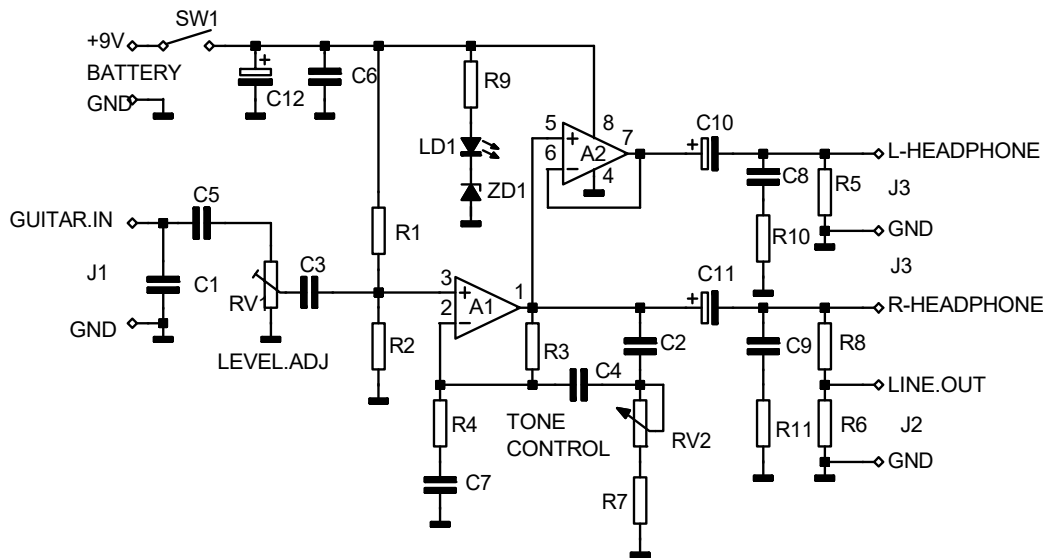 SW1
+9V
BATTERY
GND
C12
C6
R9
LD1
ZD1
5
6
8
7
4
A2
C10
L-HEADPHONE
C8
R5
J3
R10
GND
J3
C5
GUITAR.IN
J1
C1
GND
RV1
LEVEL.ADJ
C3
R1
R2
3
2
1
A1
R3
C4
C2
C11
R-HEADPHONE
C9
R8
LINE.OUT
R11
R6
J2
GND
R4
C7
TONE
CONTROL
RV2
R7
+
−
+
−
+
+
+